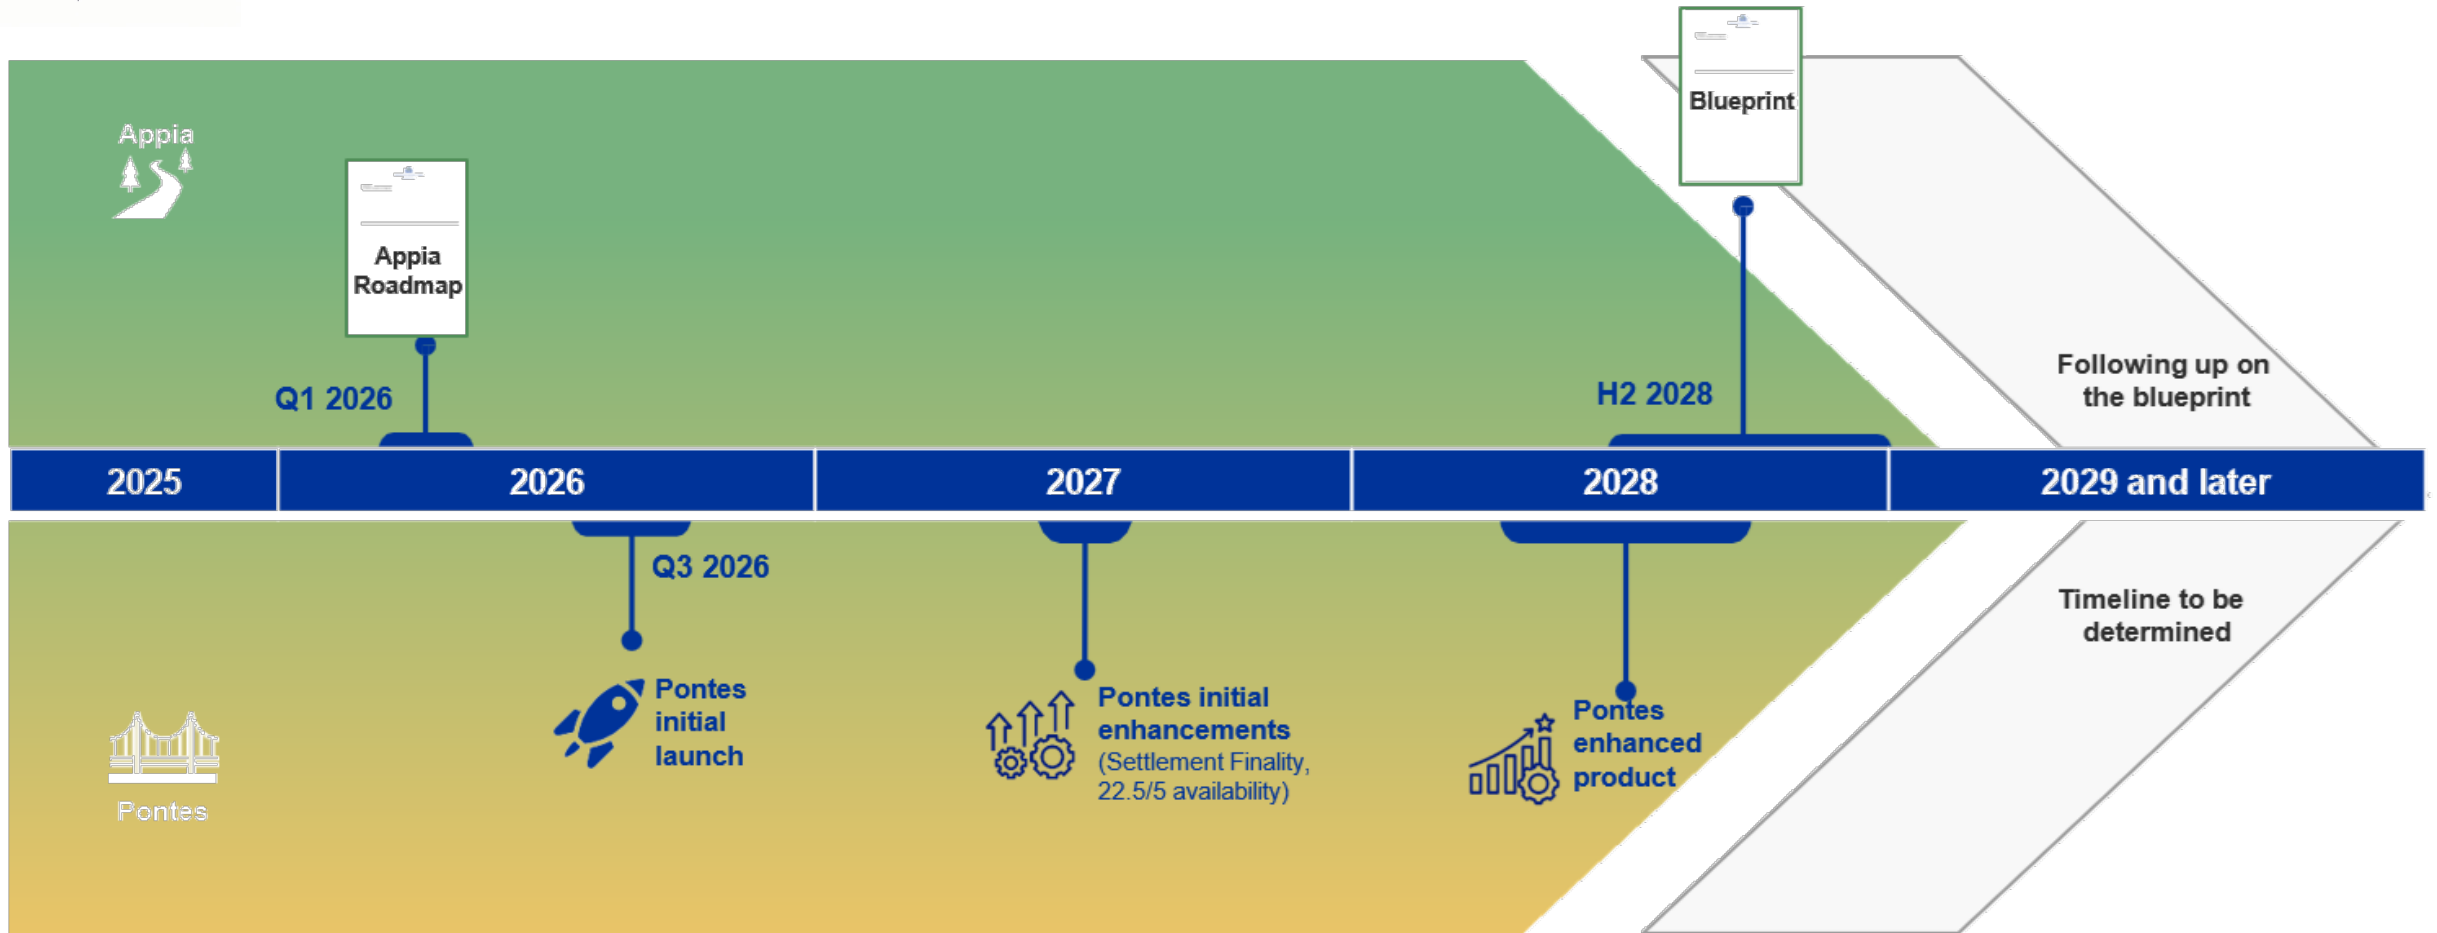 Blueprint
Appia
Appia
Roadmap
Q1 2026
H2 2028
Following up on
the blueprint
2025
2026
2027
2028
2029 and later
Q3 2026
Timeline to be
determined
Pontes
initial
launch
Pontes initial
enhancements
(Settlement Finality,
22.5/5 availability)
Pontes
enhanced
product
Pontes